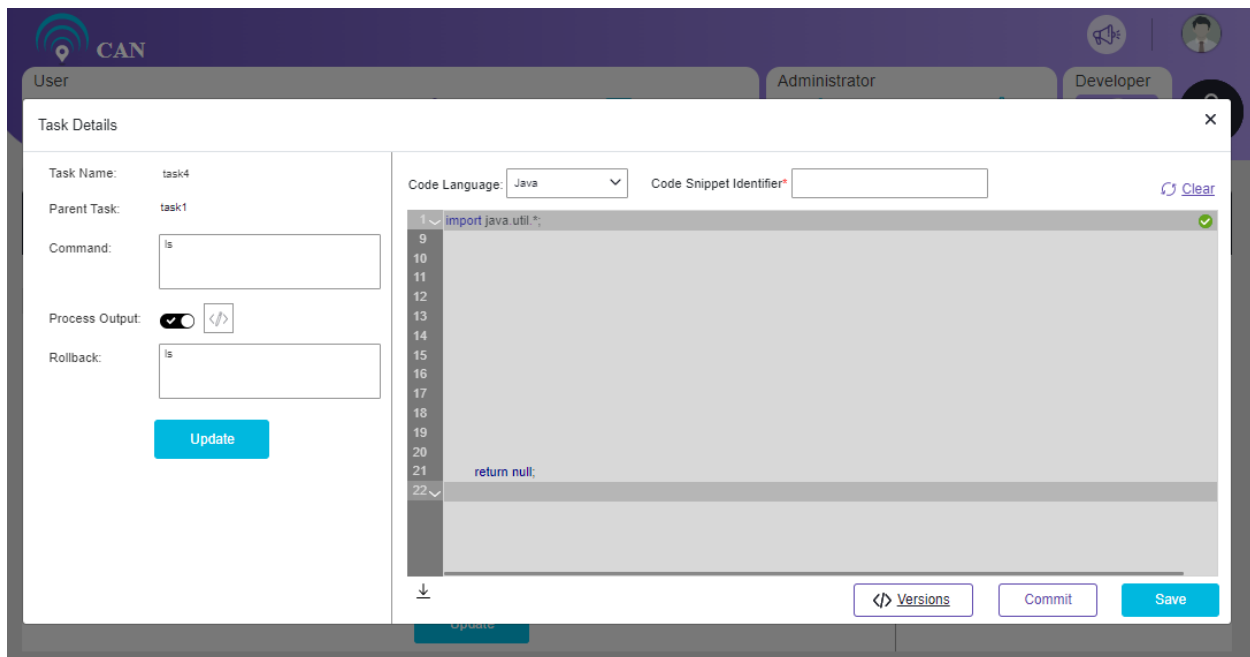 CAN
User
Administrator
Developer
Task Details
Task Name: task4
Parent Task: task1
Command: ls
Process Output:
Rollback: ls
Update
Code Language: Java
Code Snippet Identifier*
Clear
1 import java.util.*;
9
10
11
12
13
14
15
16
17
18
19
20
21 return null;
22
</> Versions
Commit
Save
Update